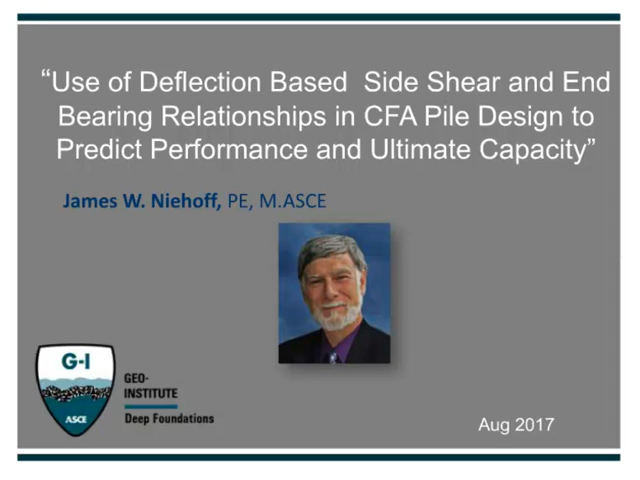 “Use of Deflection Based  Side Shear and End
Bearing Relationships in CFA Pile Design to
Predict Performance and Ultimate Capacity”
James W. Niehoff, PE, M.ASCE
G-I
ASCE
GEO-
INSTITUTE
Deep Foundations
Aug 2017